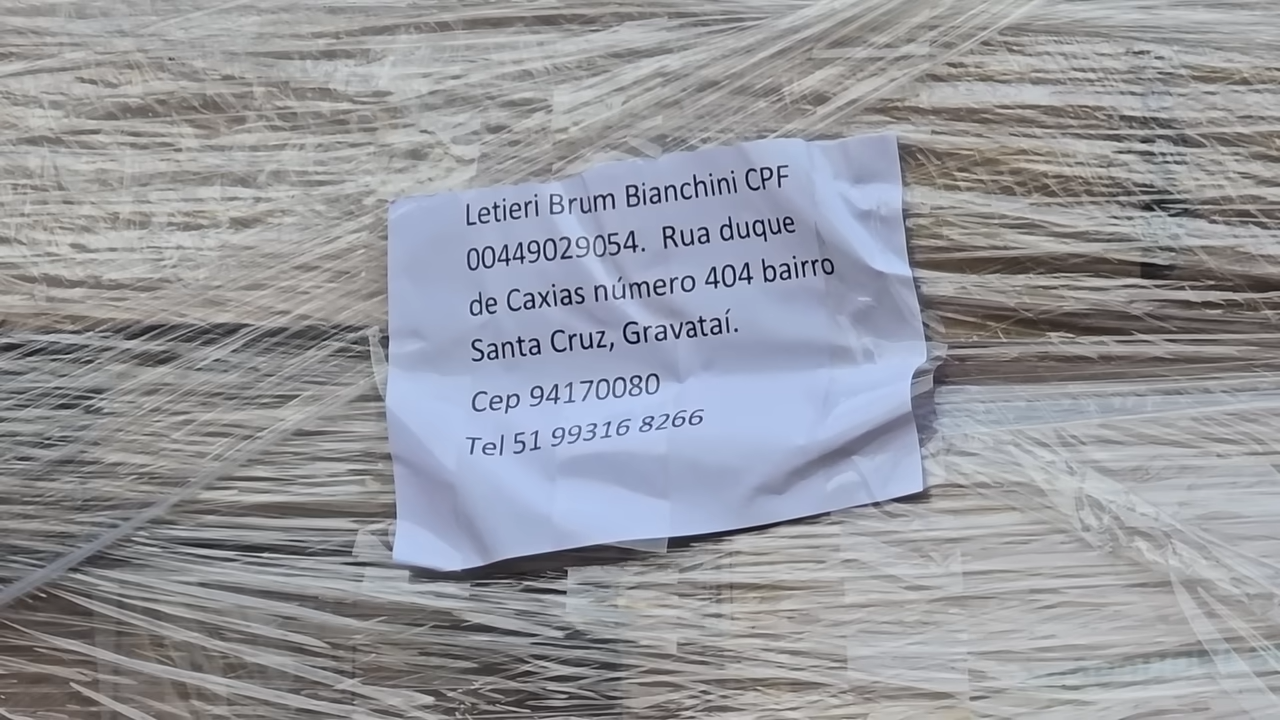 Letieri Brum Bianchini CPF
00449029054. Rua duque
de Caxias número 404 bairro
Santa Cruz, Gravataí.
Cep 94170080
Tel 51 99316 8266